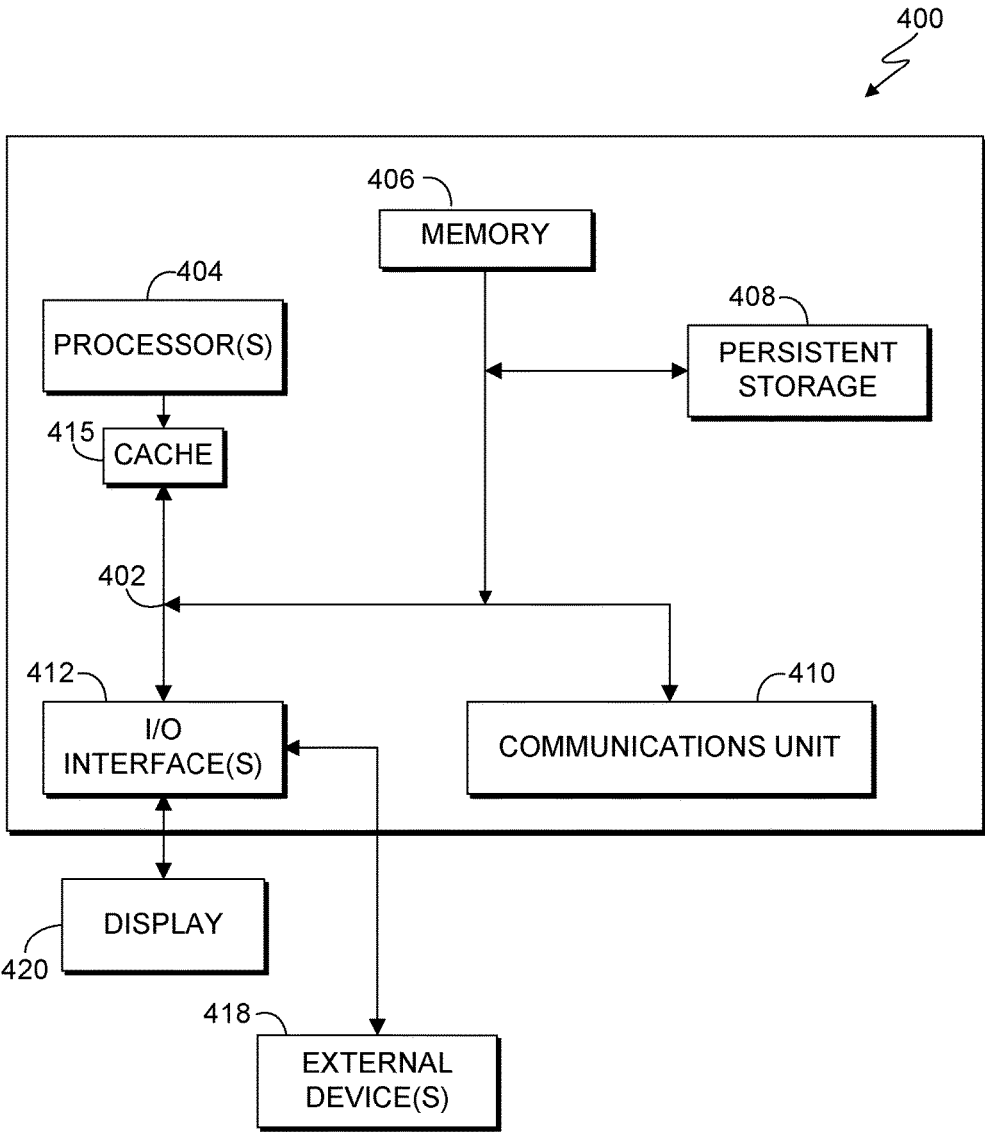 400
406
MEMORY
404
PROCESSOR(S)
408
PERSISTENT
STORAGE
415
CACHE
402
412
I/O
INTERFACE(S)
410
COMMUNICATIONS UNIT
DISPLAY
420
418
EXTERNAL
DEVICE(S)